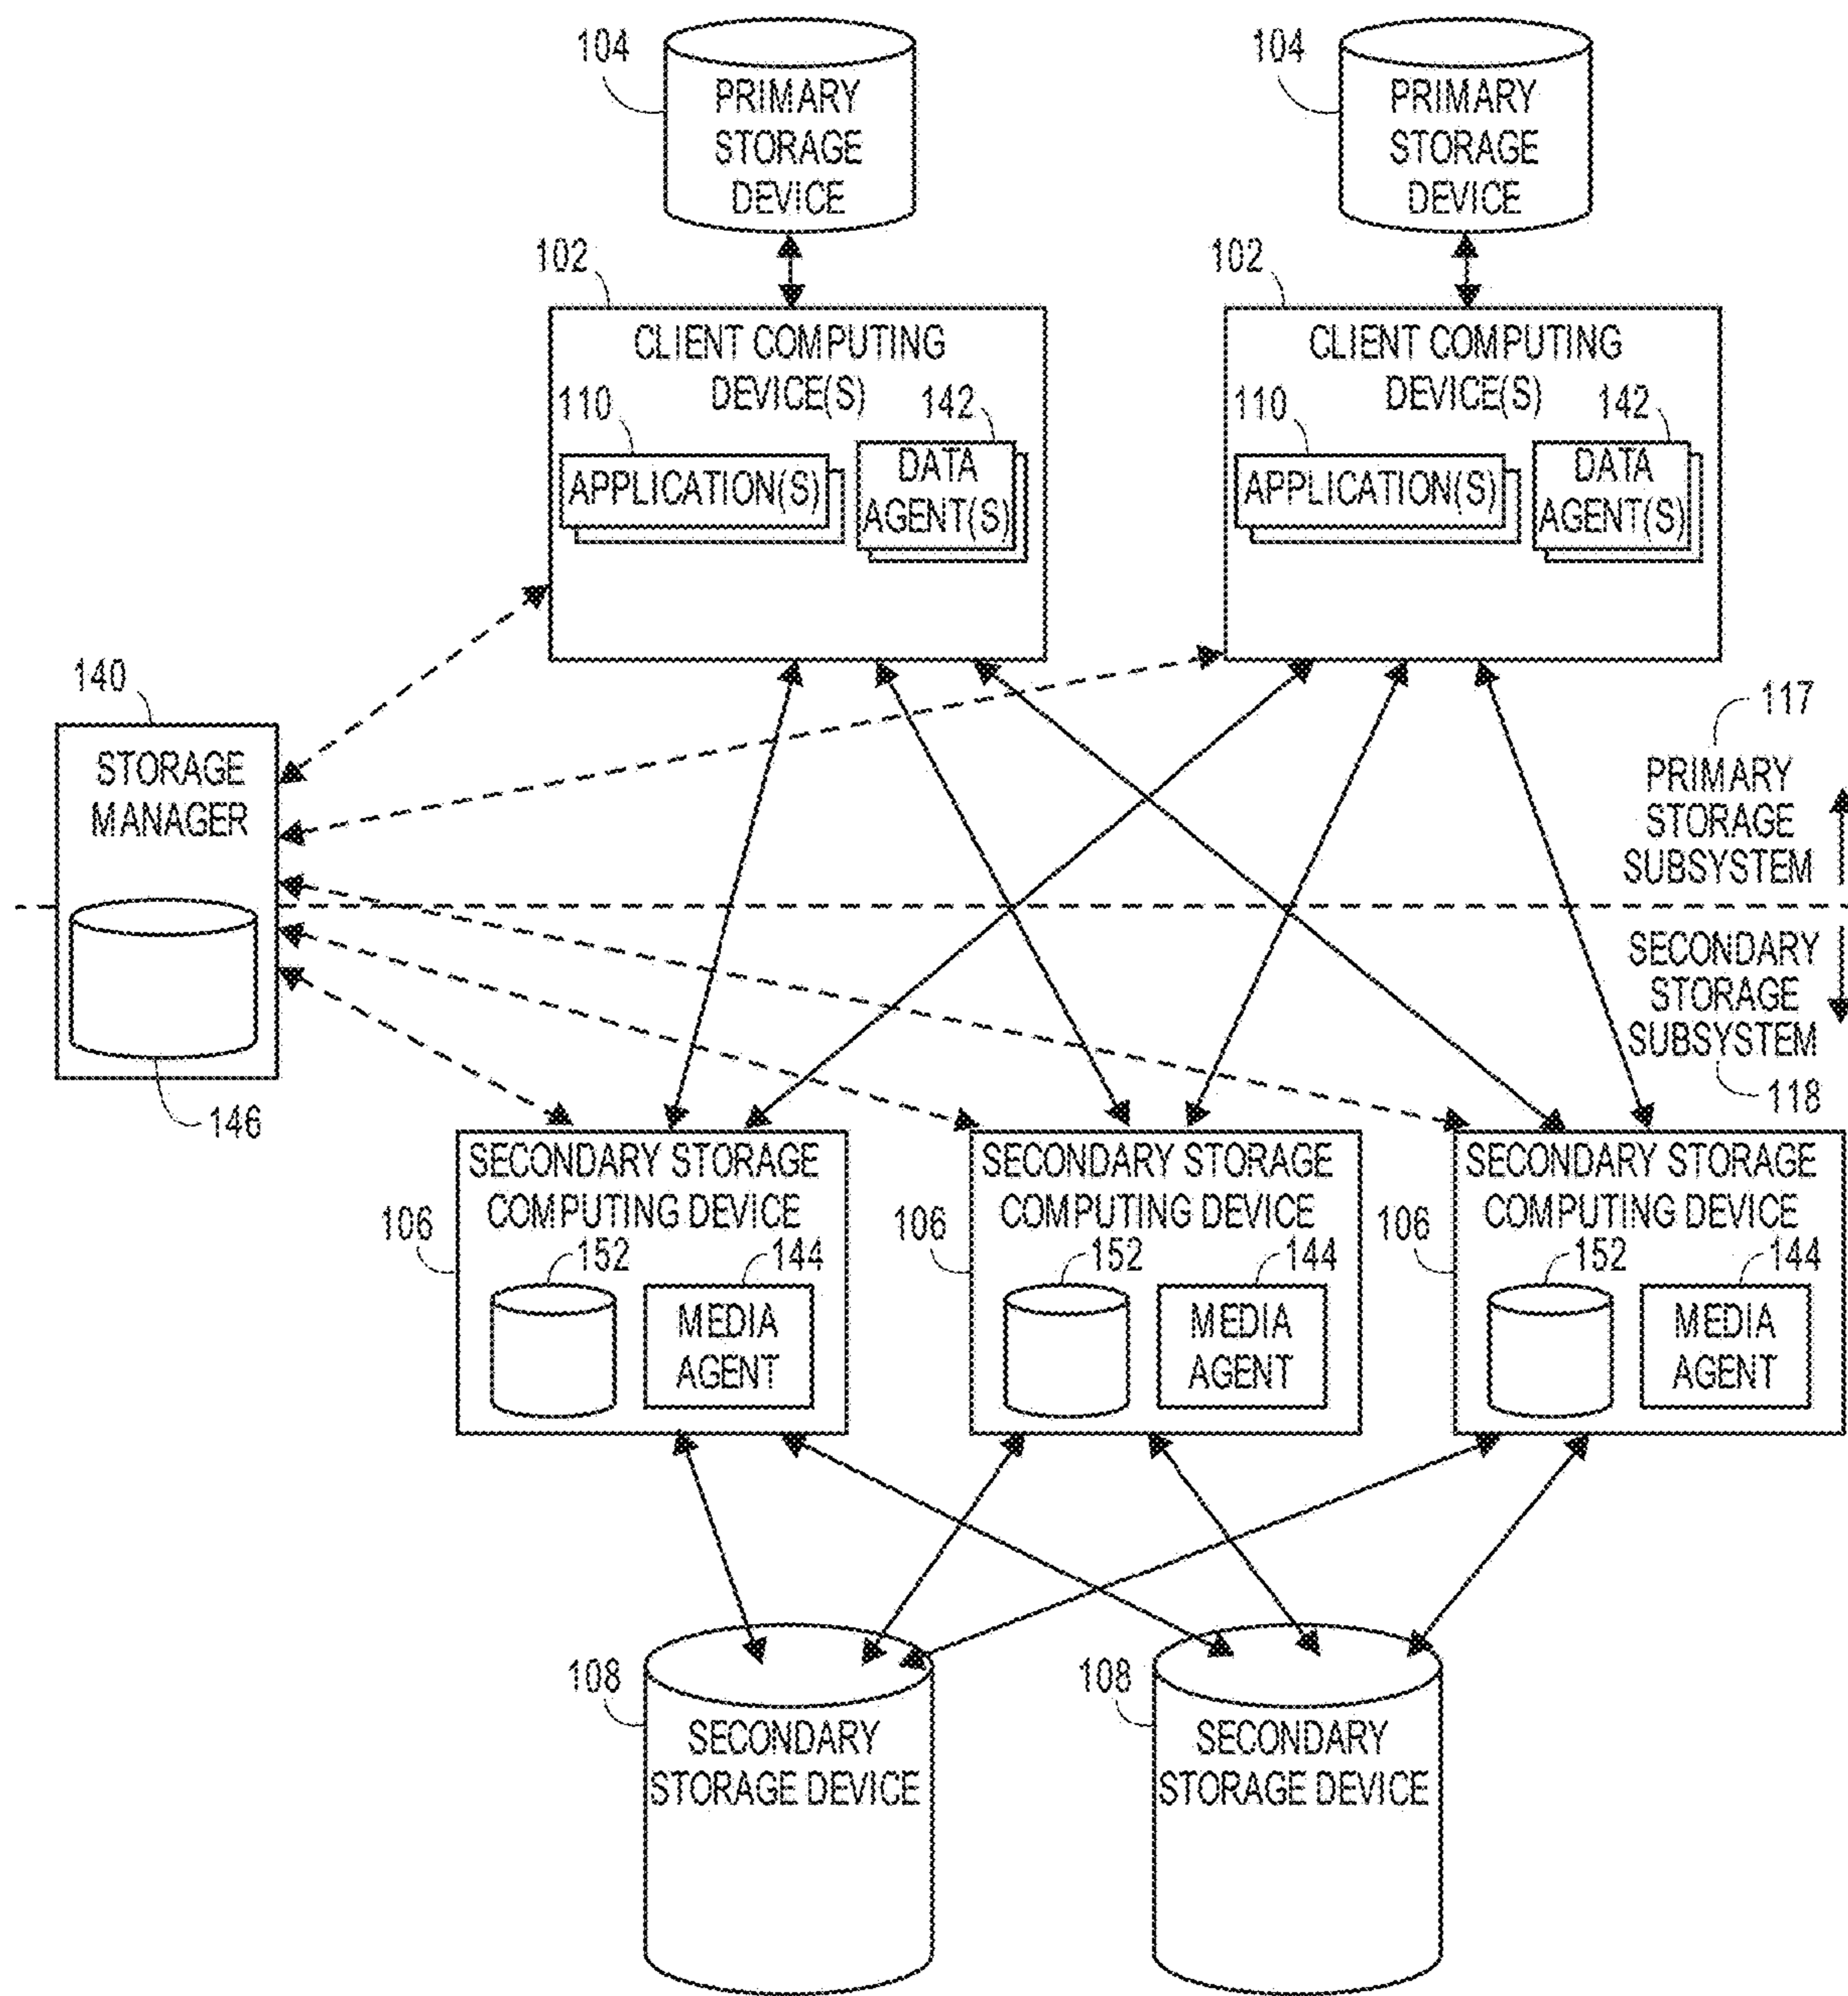 104
PRIMARY
STORAGE
DEVICE
104
PRIMARY
STORAGE
DEVICE
102
CLIENT COMPUTING
DEVICE(S)
110
142
APPLICATION(S)
DATA
AGENT(S)
102
CLIENT COMPUTING
DEVICE(S)
110
142
APPLICATION(S)
DATA
AGENT(S)
140
STORAGE
MANAGER
146
117
PRIMARY
STORAGE
SUBSYSTEM
SECONDARY
STORAGE
SUBSYSTEM
118
SECONDARY STORAGE
COMPUTING DEVICE
106
152
144
MEDIA
AGENT
SECONDARY STORAGE
COMPUTING DEVICE
106
152
144
MEDIA
AGENT
SECONDARY STORAGE
COMPUTING DEVICE
106
152
144
MEDIA
AGENT
108
SECONDARY
STORAGE DEVICE
108
SECONDARY
STORAGE DEVICE